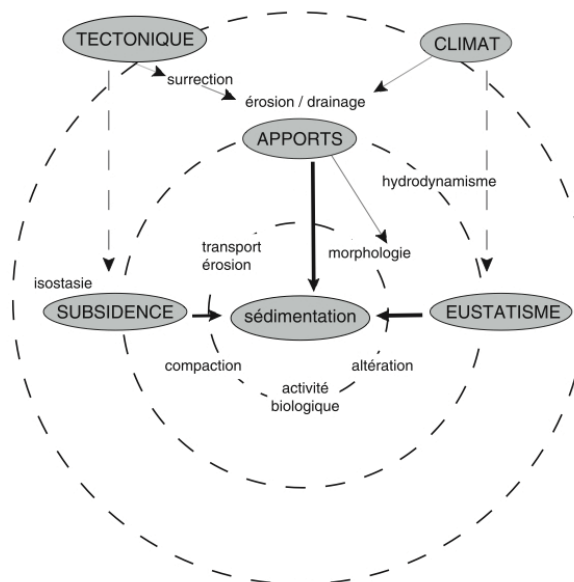 TECTONIQUE
CLIMAT
surrection
érosion / drainage
APPORTS
hydrodynamisme
transport
érosion
morphologie
isostasie
SUBSIDENCE
sédimentation
EUSTATISME
compaction
altération
activité
biologique